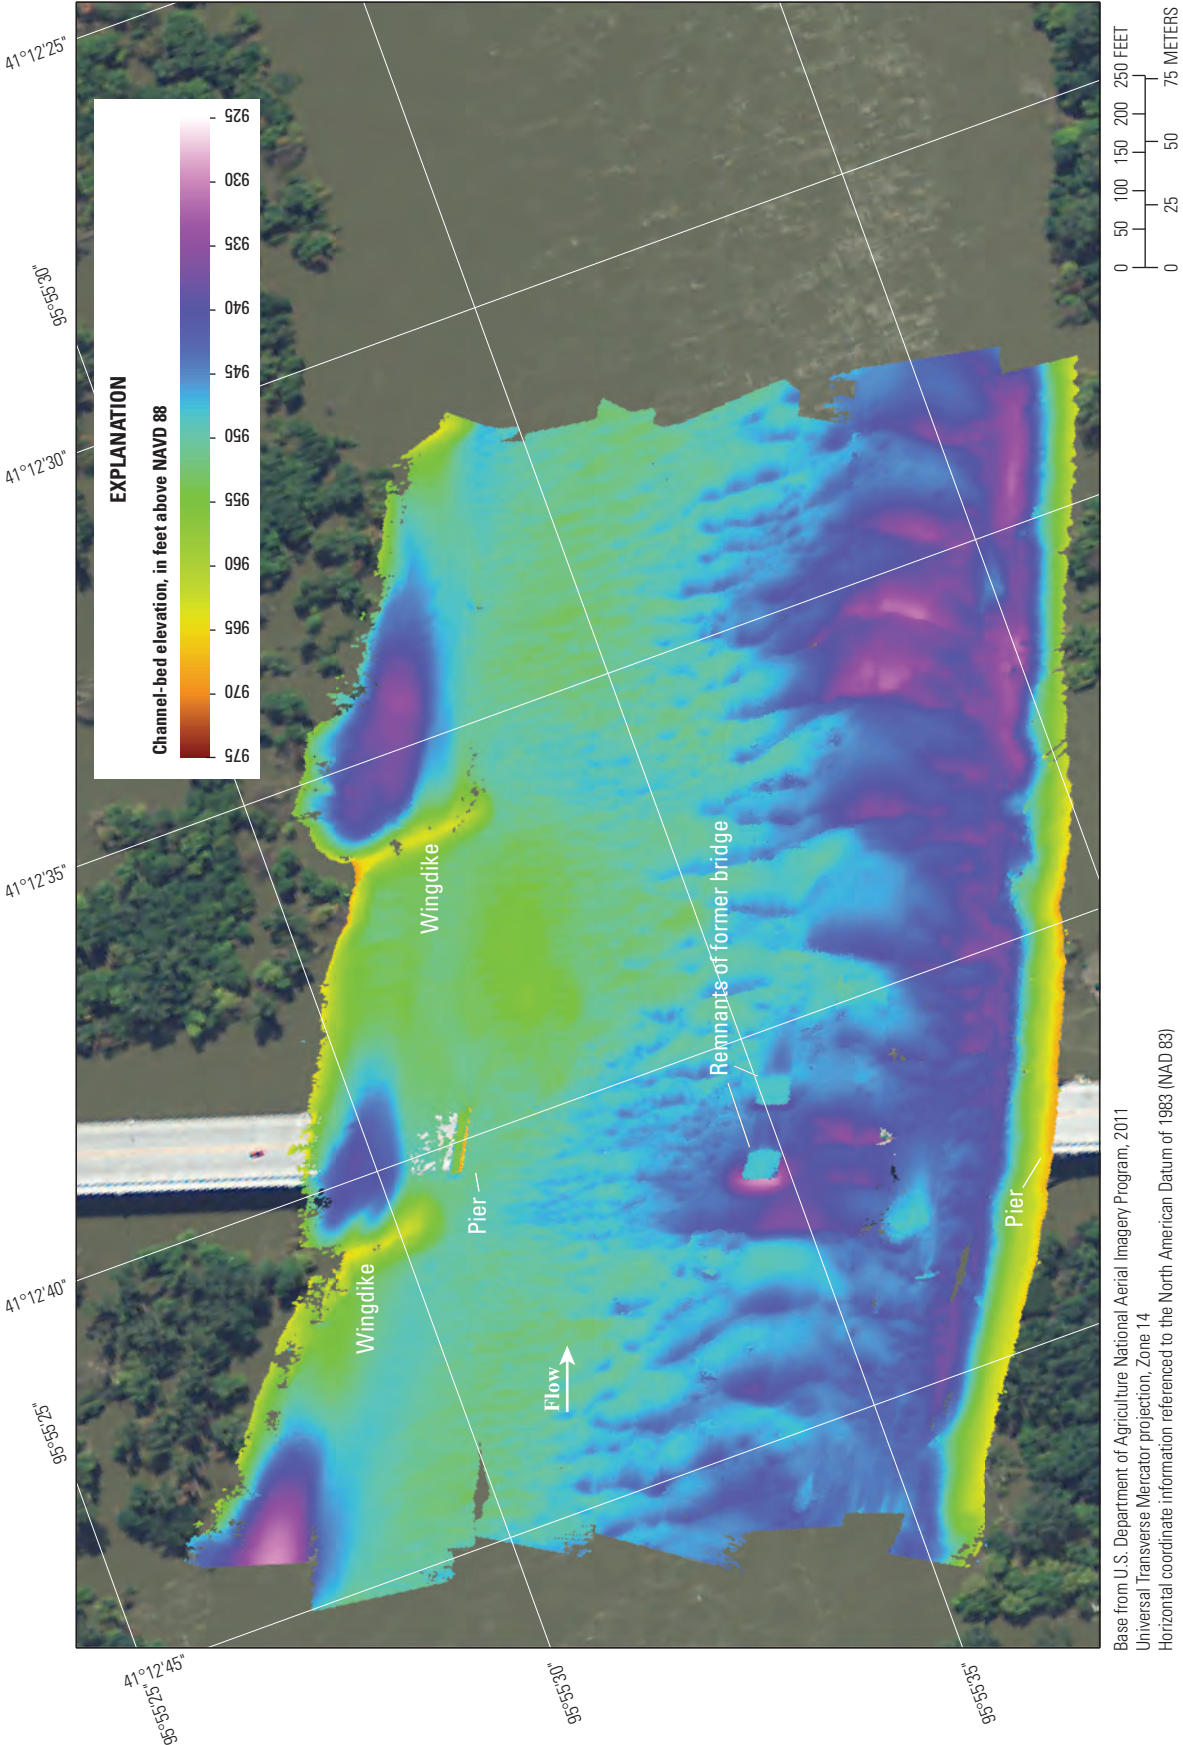 EXPLANATION
Channel-bed elevation, in feet above NAVD 88
975
970
965
960
955
950
945
940
935
930
925
41°12'25"
95°55'30"
41°12'30"
41°12'35"
41°12'40"
95°55'25"
41°12'45"
95°55'25"
95°55'30"
95°55'35"
Wingdike
Wingdike
Pier
Pier
Remnants of former bridge
Flow
Base from U.S. Department of Agriculture National Aerial Imagery Program, 2011
Universal Transverse Mercator projection, Zone 14
Horizontal coordinate information referenced to the North American Datum of 1983 (NAD 83)
0 50 100 150 200 250 FEET
0 25 50 75 METERS